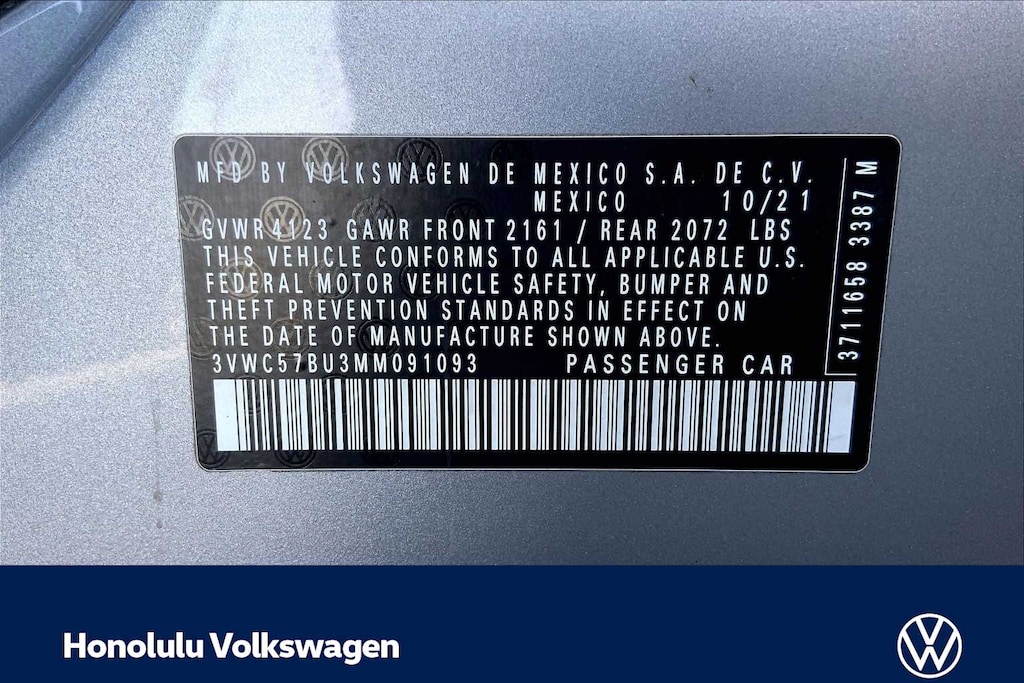 MFD BY VOLKSWAGEN DE MEXICO S.A. DE C.V.
MEXICO 10/21
GVWR 4123 GAWR FRONT 2161 / REAR 2072 LBS
THIS VEHICLE CONFORMS TO ALL APPLICABLE U.S.
FEDERAL MOTOR VEHICLE SAFETY, BUMPER AND
THEFT PREVENTION STANDARDS IN EFFECT ON
THE DATE OF MANUFACTURE SHOWN ABOVE.
3VWC57BU3MM091093 PASSENGER CAR
3711658 3387 M
Honolulu Volkswagen